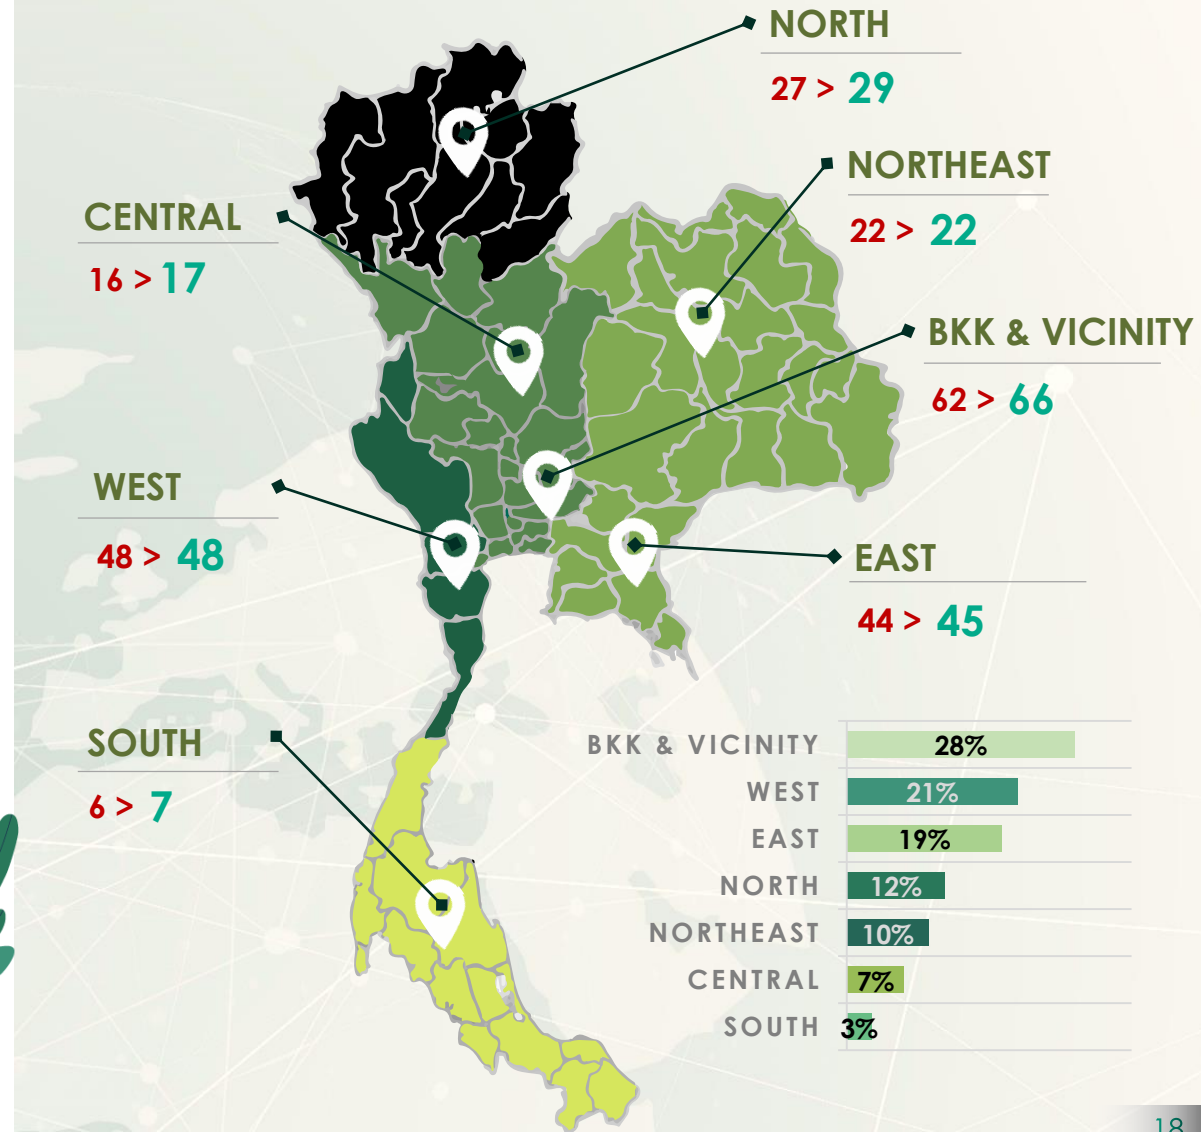 NORTH
27 > 29
NORTHEAST
22 > 22
CENTRAL
16 > 17
BKK & VICINITY
62 > 66
WEST
48 > 48
EAST
44 > 45
SOUTH
6 > 7
BKK & VICINITY 28%
WEST 21%
EAST 19%
NORTH 12%
NORTHEAST 10%
CENTRAL 7%
SOUTH 3%
18